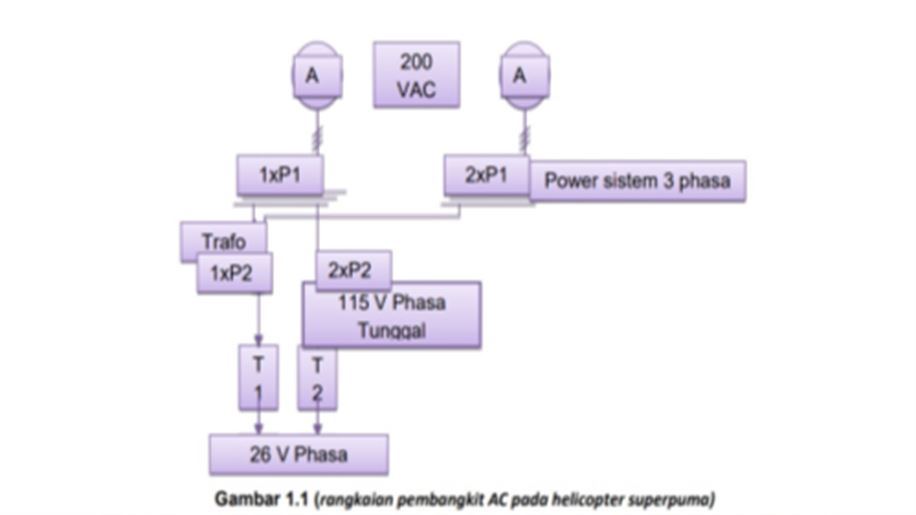 A
200
VAC
A
1xP1
2xP1
Power sistem 3 phasa
Trafo
1xP2
2xP2
115 V Phasa
Tunggal
T
1
T
2
26 V Phasa
Gambar 1.1 (rangkaian pembangkit AC pada helicopter superpuma)